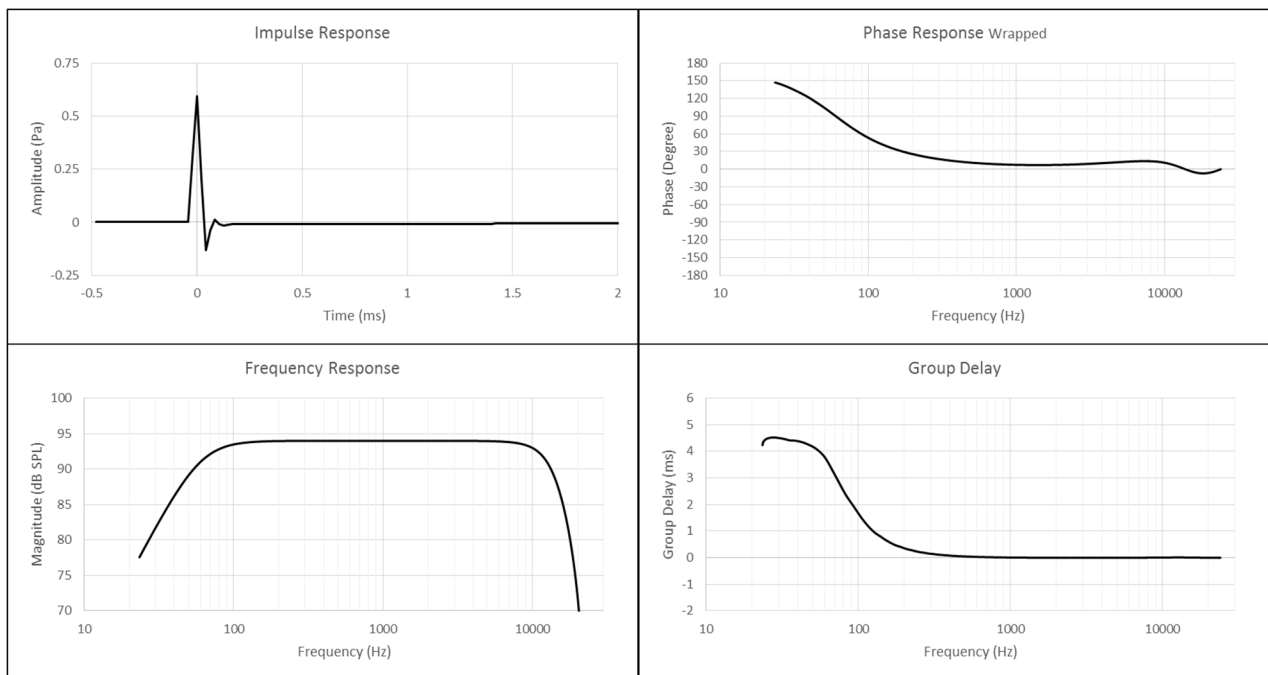 Impulse Response
0.75
0.5
0.25
0
-0.25
-0.5 0 0.5 1 1.5 2
Amplitude (Pa)
Time (ms)
Phase Response Wrapped
180
150
120
90
60
30
0
-30
-60
-90
-120
-150
-180
10 100 1000 10000
Phase (Degree)
Frequency (Hz)
Frequency Response
100
95
90
85
80
75
70
10 100 1000 10000
Magnitude (dB SPL)
Frequency (Hz)
Group Delay
6
5
4
3
2
1
0
-1
-2
10 100 1000 10000
Group Delay (ms)
Frequency (Hz)